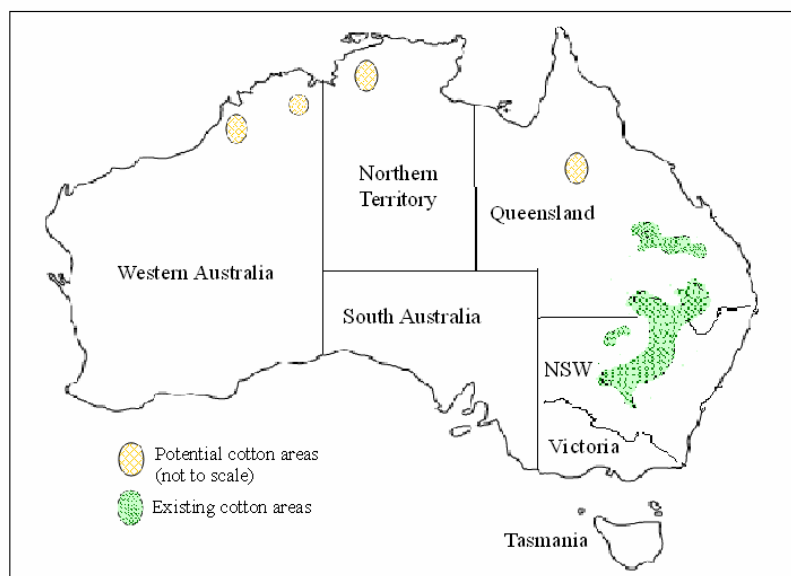 Northern
Territory
Queensland
Western Australia
South Australia
NSW
Victoria
Potential cotton areas
(not to scale)
Existing cotton areas
Tasmania